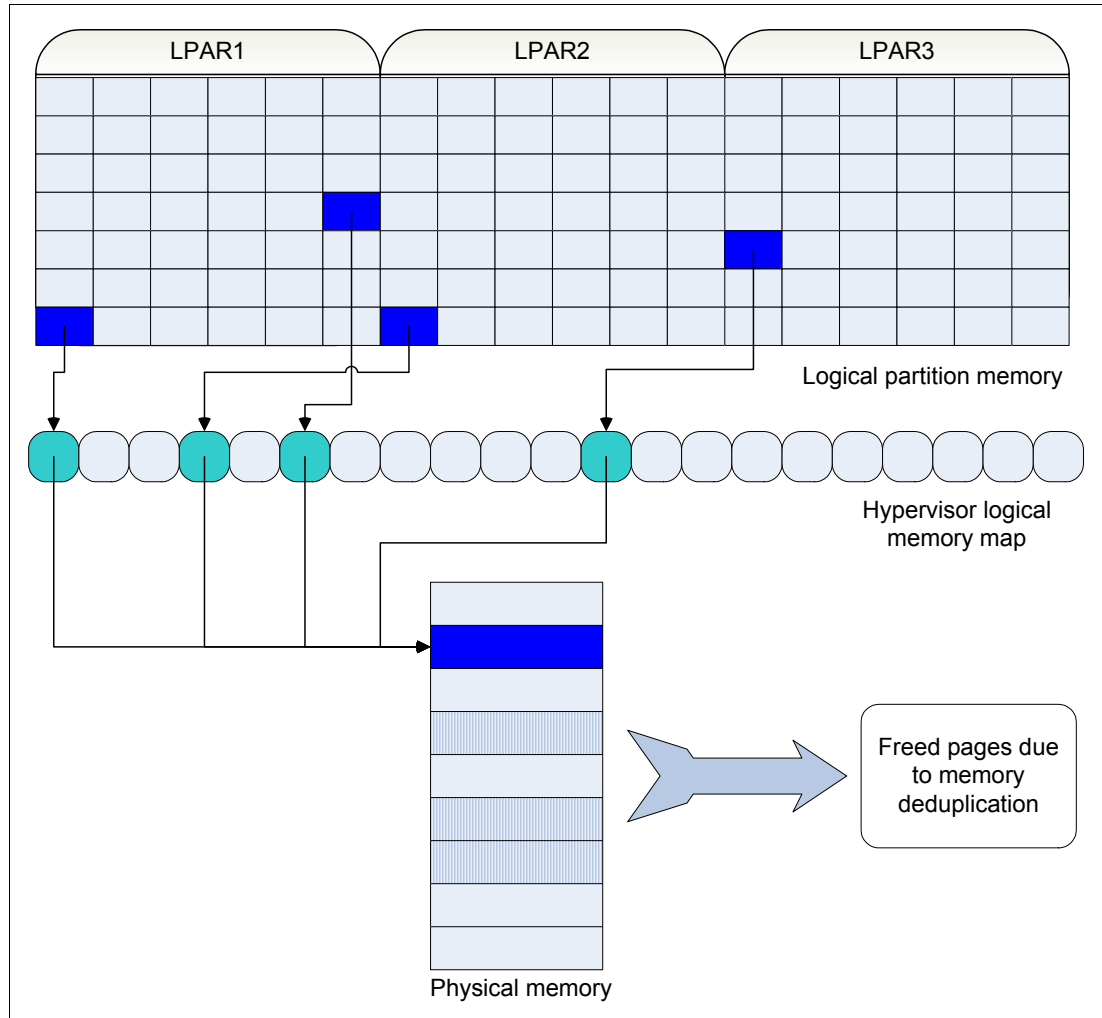 LPAR1
LPAR2
LPAR3
Logical partition memory
Hypervisor logical
memory map
Freed pages due
to memory
deduplication
Physical memory